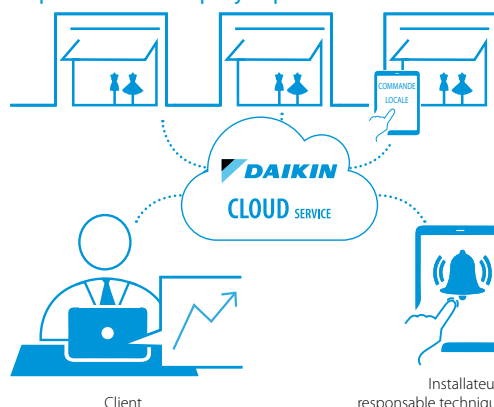 COMMANDE
LOCALE
DAIKIN
CLOUD SERVICE
Client
Installateu
responsable techniqu